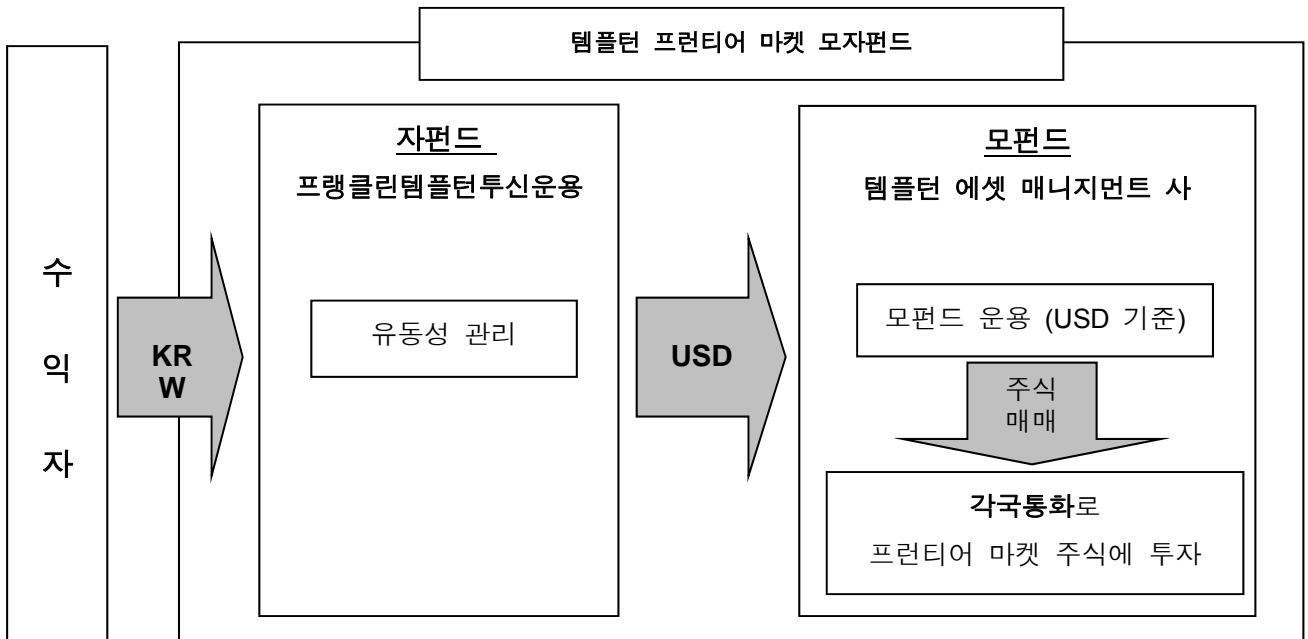 템플턴 프런티어 마켓 모자펀드
수
익
자
KR
W
자펀드
프랭클린템플턴투신운용
유동성 관리
USD
모펀드
템플턴 에셋 매니지먼트 사
모펀드 운용 (USD 기준)
주식
매매
각국통화로
프런티어 마켓 주식에 투자